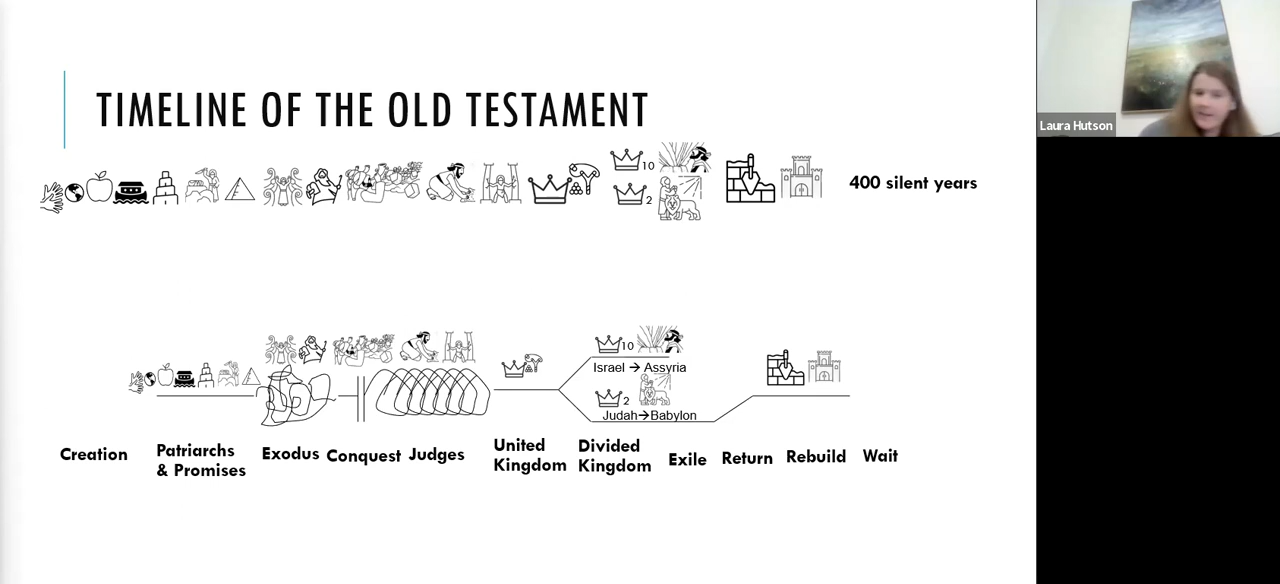 TIMELINE OF THE OLD TESTAMENT
Laura Hutson
10
2
400 silent years
10
Israel → Assyria
2
Judah→Babylon
Creation
Patriarchs
& Promises
Exodus
Conquest
Judges
United
Kingdom
Divided
Kingdom
Exile
Return
Rebuild
Wait